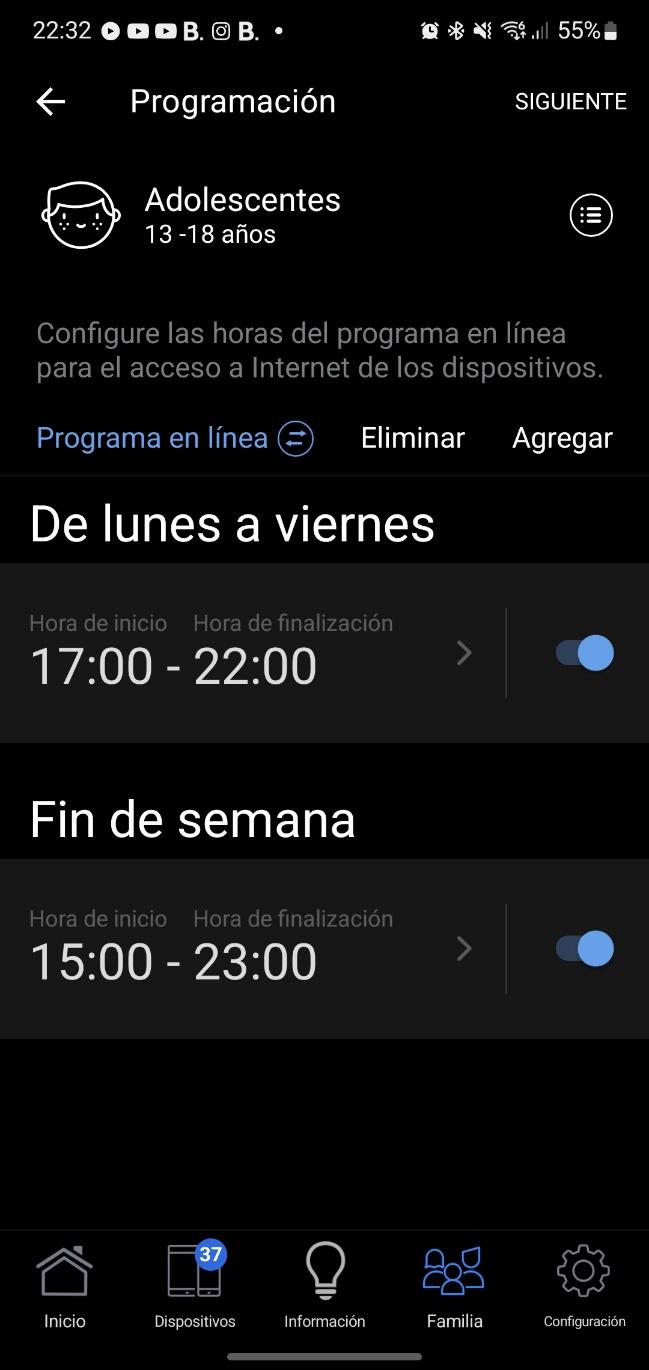 22:32 B. B. 55%
Programación SIGUIENTE
Adolescentes
13 -18 años
Configure las horas del programa en línea
para el acceso a Internet de los dispositivos.
Programa en línea Eliminar Agregar
De lunes a viernes
Hora de inicio Hora de finalización
17:00 - 22:00
Fin de semana
Hora de inicio Hora de finalización
15:00 - 23:00
37
Inicio Dispositivos Información Familia Configuración